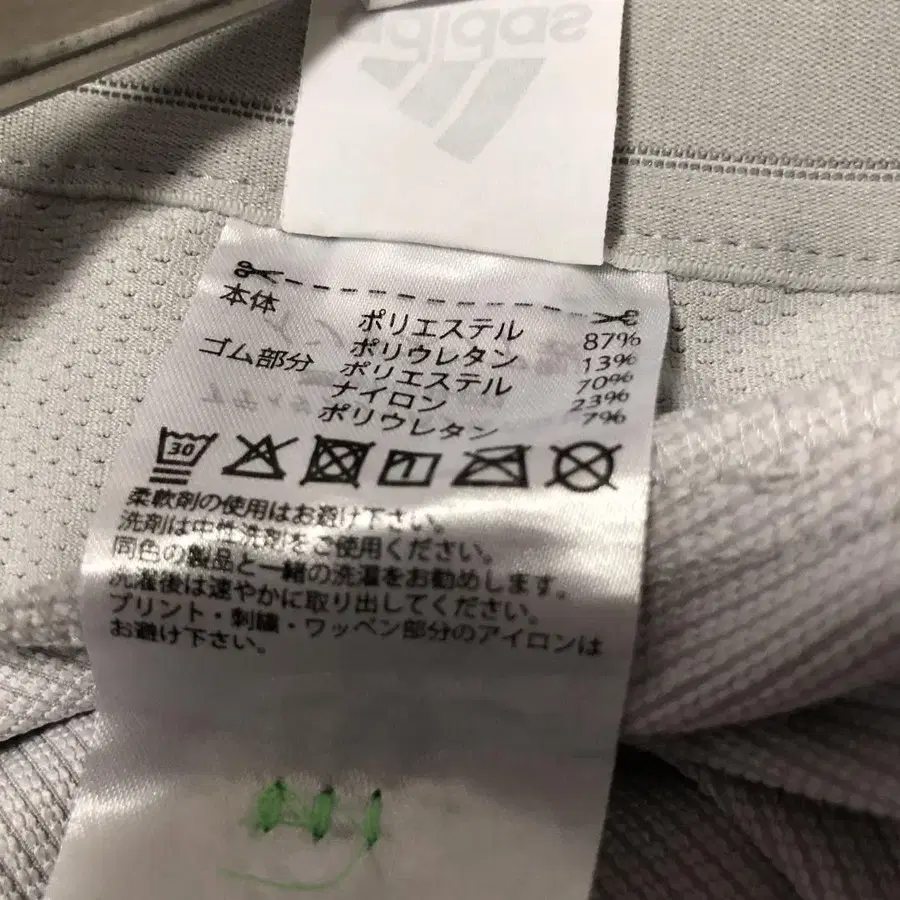 adidas
本体 ポリエステル 87%
ポリウレタン 13%
ゴム部分 ポリエステル 70%
ナイロン 23%
ポリウレタン 7%
30
柔軟剤の使用はお避け下さい。
洗剤は中性洗剤をご使用ください。
同色の製品と一緒の洗濯をお勧めします。
洗濯後は速やかに取り出してください。
プリント・刺繍・ワッペン部分のアイロンは
お避け下さい。